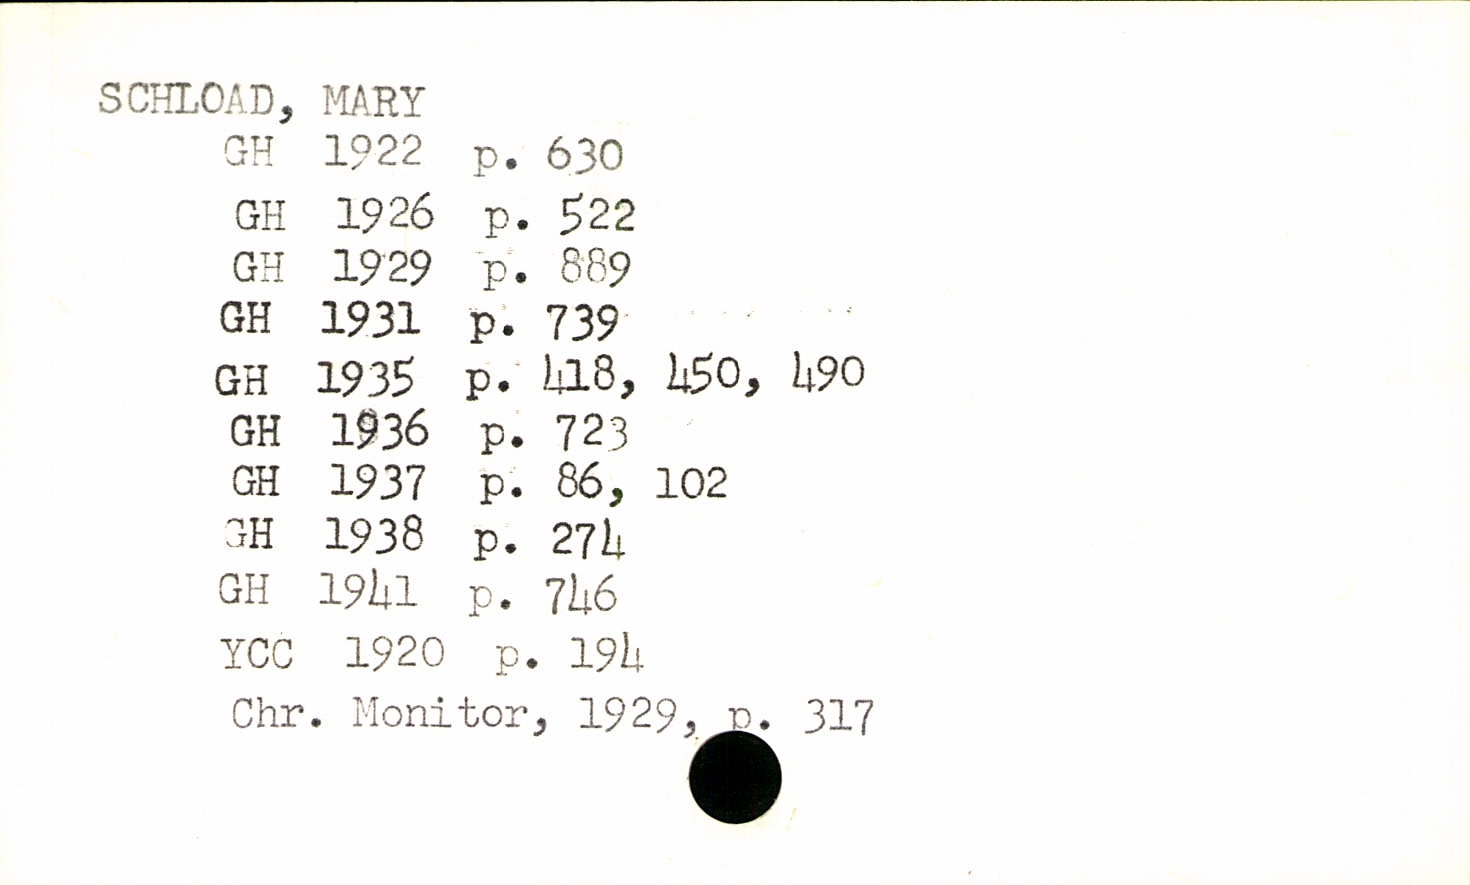 SCHLOAD, MARY
GH 1922 p. 630
GH 1926 p. 522
GH 1929 p. 889
GH 1931 p. 739
GH 1935 p. 418, 450, 490
GH 1936 p. 723
GH 1937 p. 86, 102
GH 1938 p. 274
GH 1941 p. 746
YCC 1920 p. 194
Chr. Monitor, 1929, p. 317